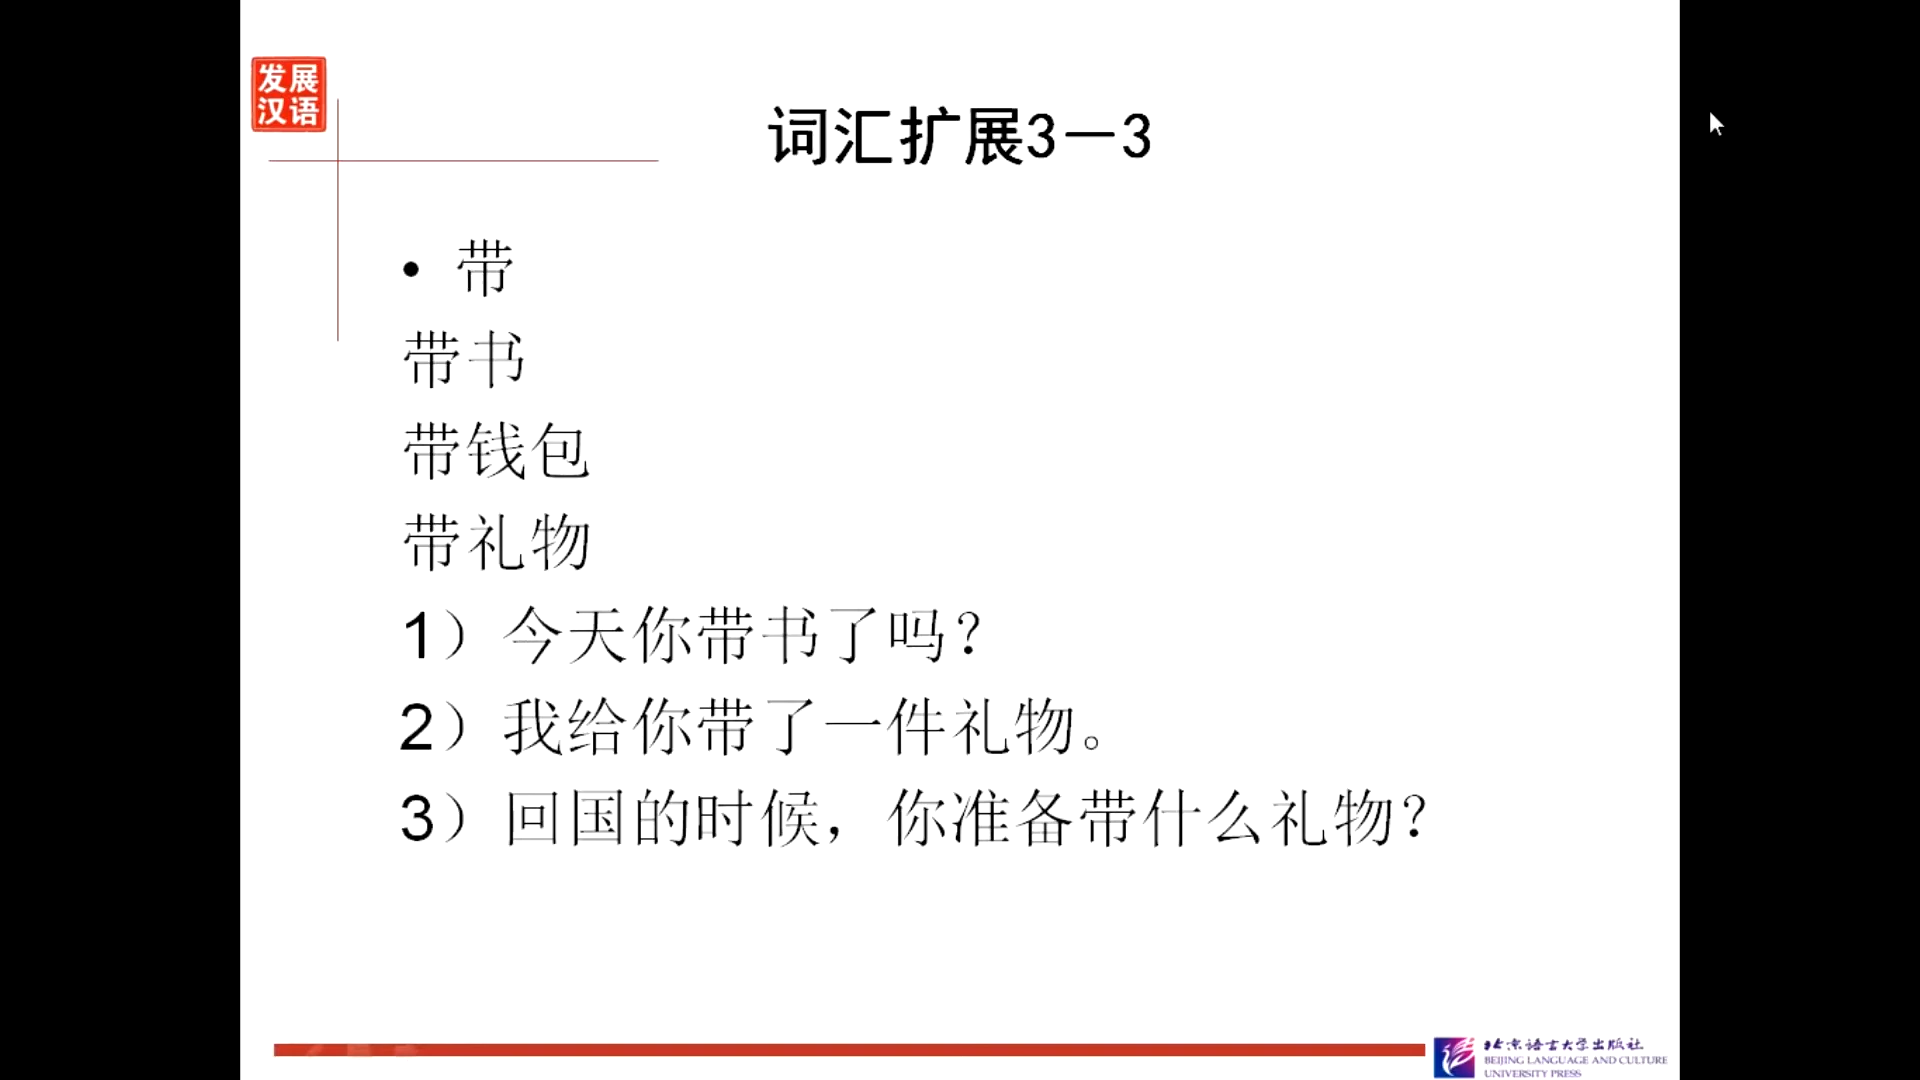 发展
汉语
词汇扩展3－3
• 带
带书
带钱包
带礼物
1）今天你带书了吗？
2）我给你带了一件礼物。
3）回国的时候，你准备带什么礼物？
北京语言大学出版社
BEIJING LANGUAGE AND CULTURE
UNIVERSITY PRESS